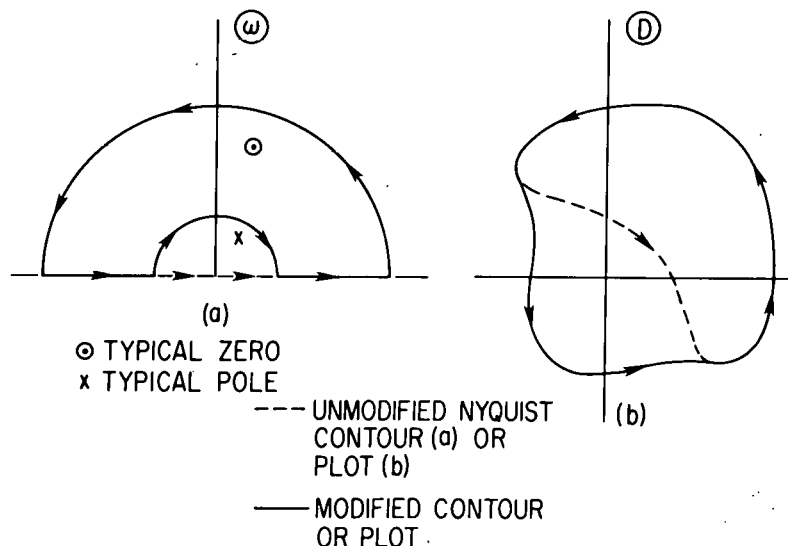 ω
D
(a)
⊙ TYPICAL ZERO
x TYPICAL POLE
(b)
--- UNMODIFIED NYQUIST
CONTOUR (a) OR
PLOT (b)
— MODIFIED CONTOUR
OR PLOT